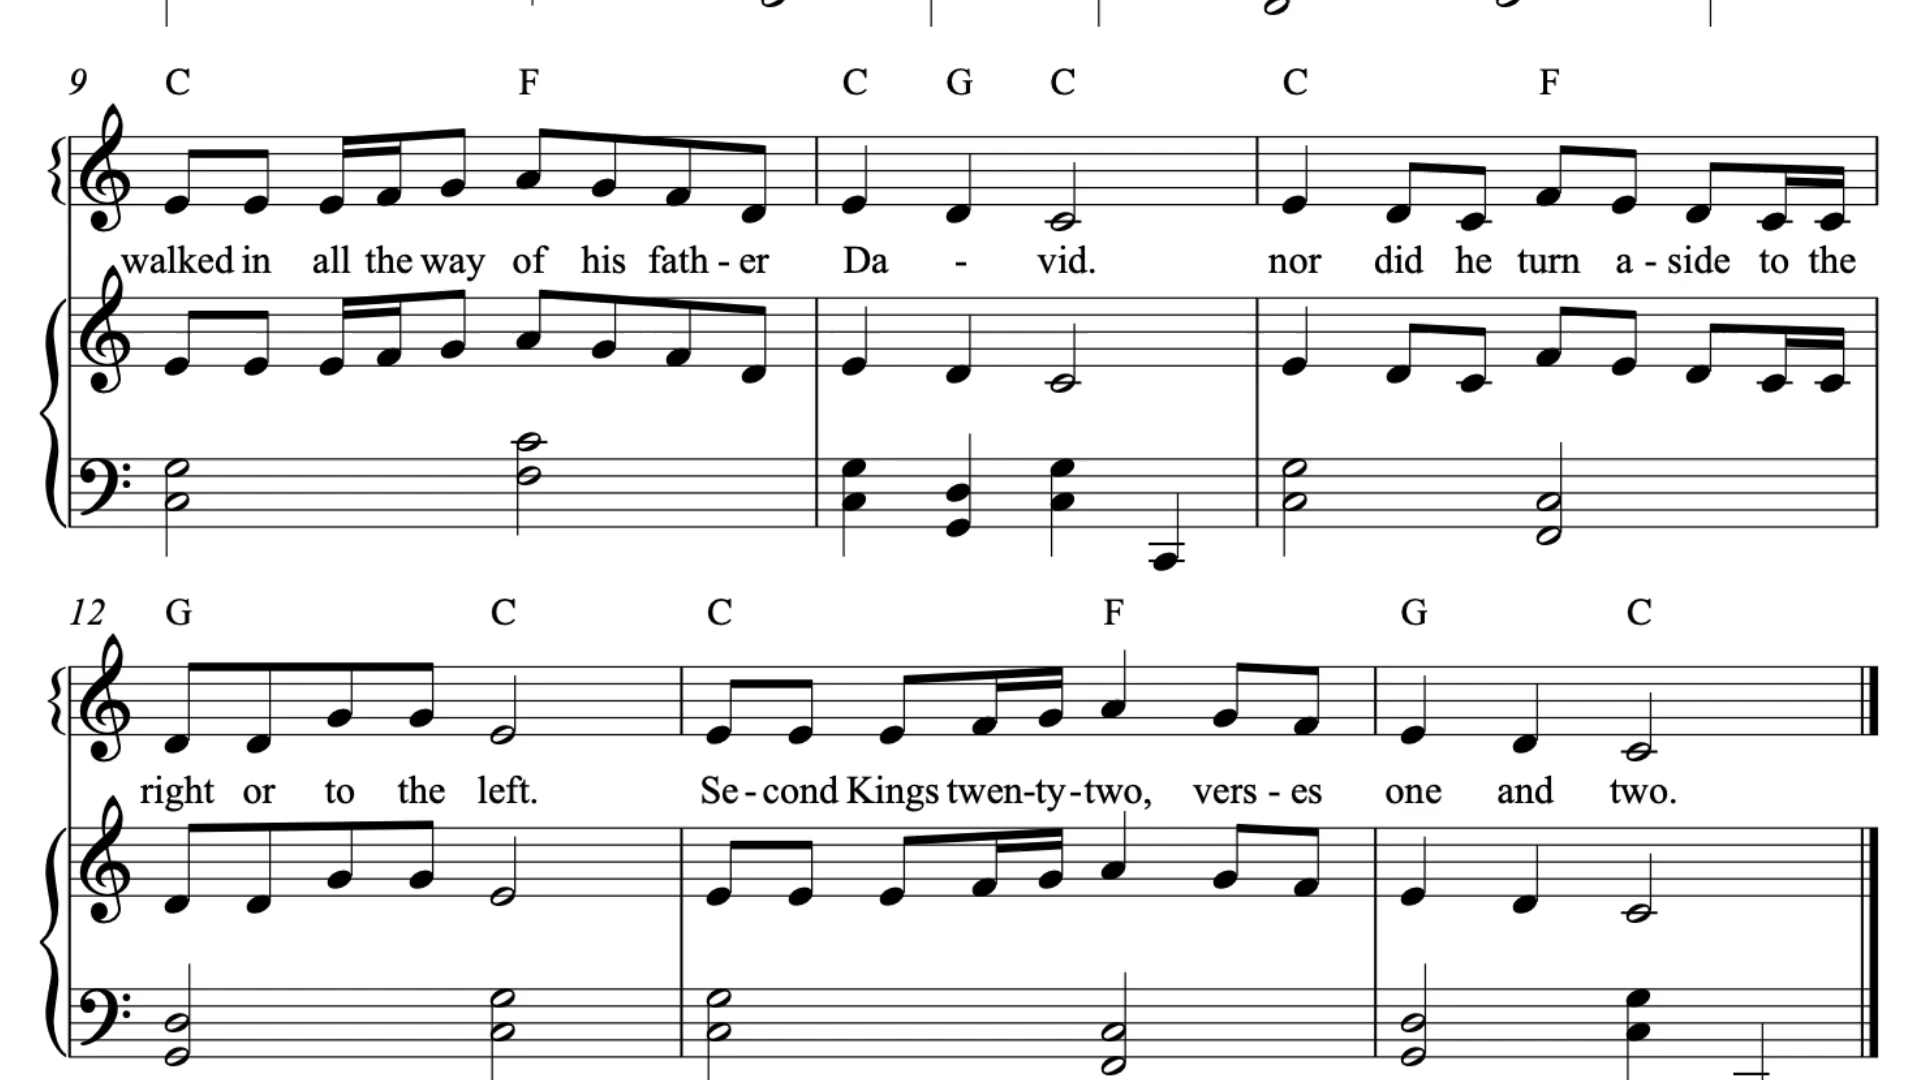 9 C F C G C C F
walked in all the way of his fath - er Da - vid. nor did he turn a - side to the
12 G C C F G C
right or to the left. Se - cond Kings twen - ty - two, vers - es one and two.